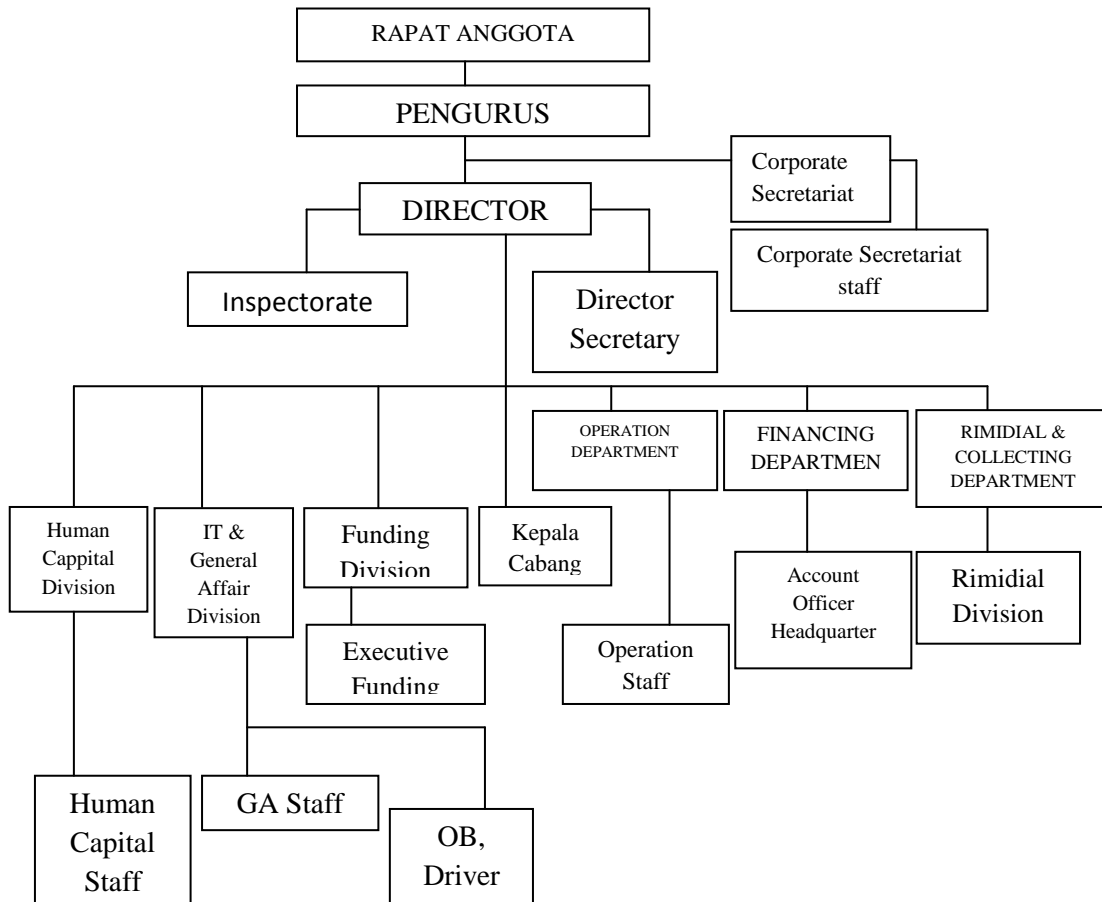 RAPAT ANGGOTA
PENGURUS
Corporate
Secretariat
DIRECTOR
Corporate Secretariat
staff
Inspectorate
Director
Secretary
OPERATION
DEPARTMENT
FINANCING
DEPARTMEN
RIMIDIAL &
COLLECTING
DEPARTMENT
Human
Cappital
Division
IT &
General
Affair
Division
Funding
Division
Kepala
Cabang
Account
Officer
Headquarter
Rimidial
Division
Executive
Funding
Operation
Staff
Human
Capital
Staff
GA Staff
OB,
Driver